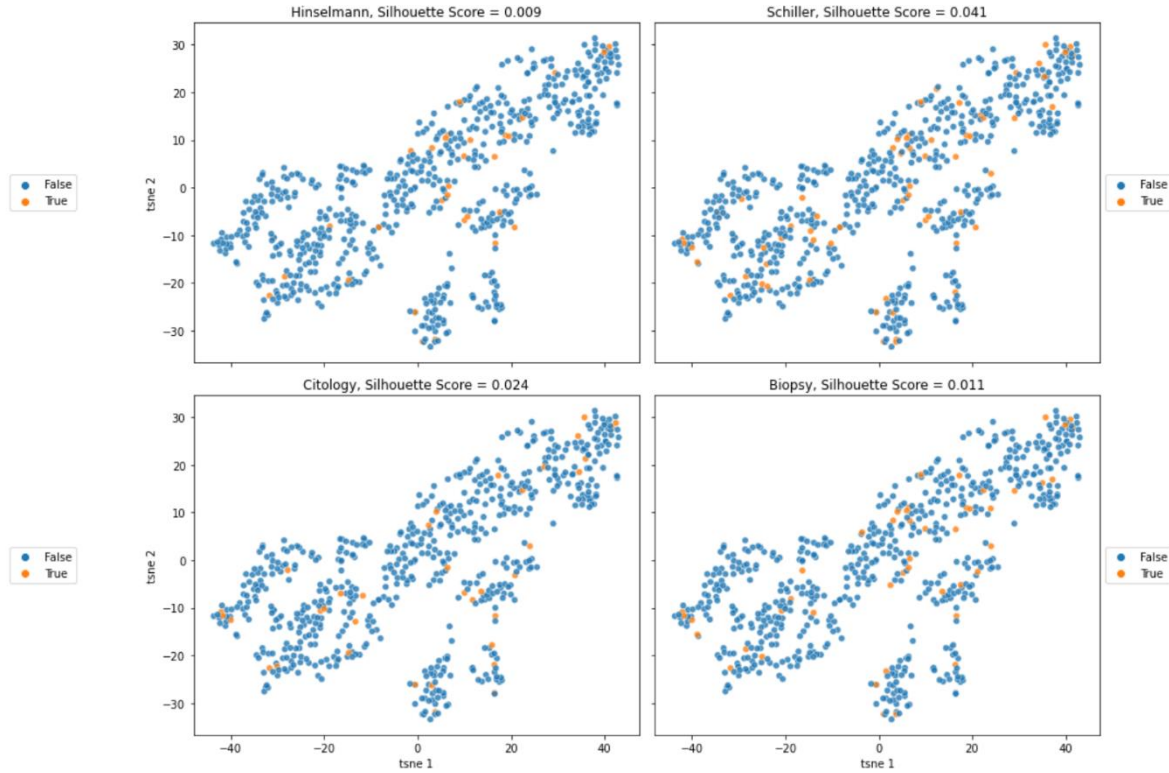 Hinselmann, Silhouette Score = 0.009
Schiller, Silhouette Score = 0.041
30
20
10
0
−10
−20
−30
tsne 2
False
True
False
True
Citology, Silhouette Score = 0.024
Biopsy, Silhouette Score = 0.011
30
20
10
0
−10
−20
−30
tsne 2
False
True
False
True
−40 −20 0 20 40
−40 −20 0 20 40
tsne 1
tsne 1